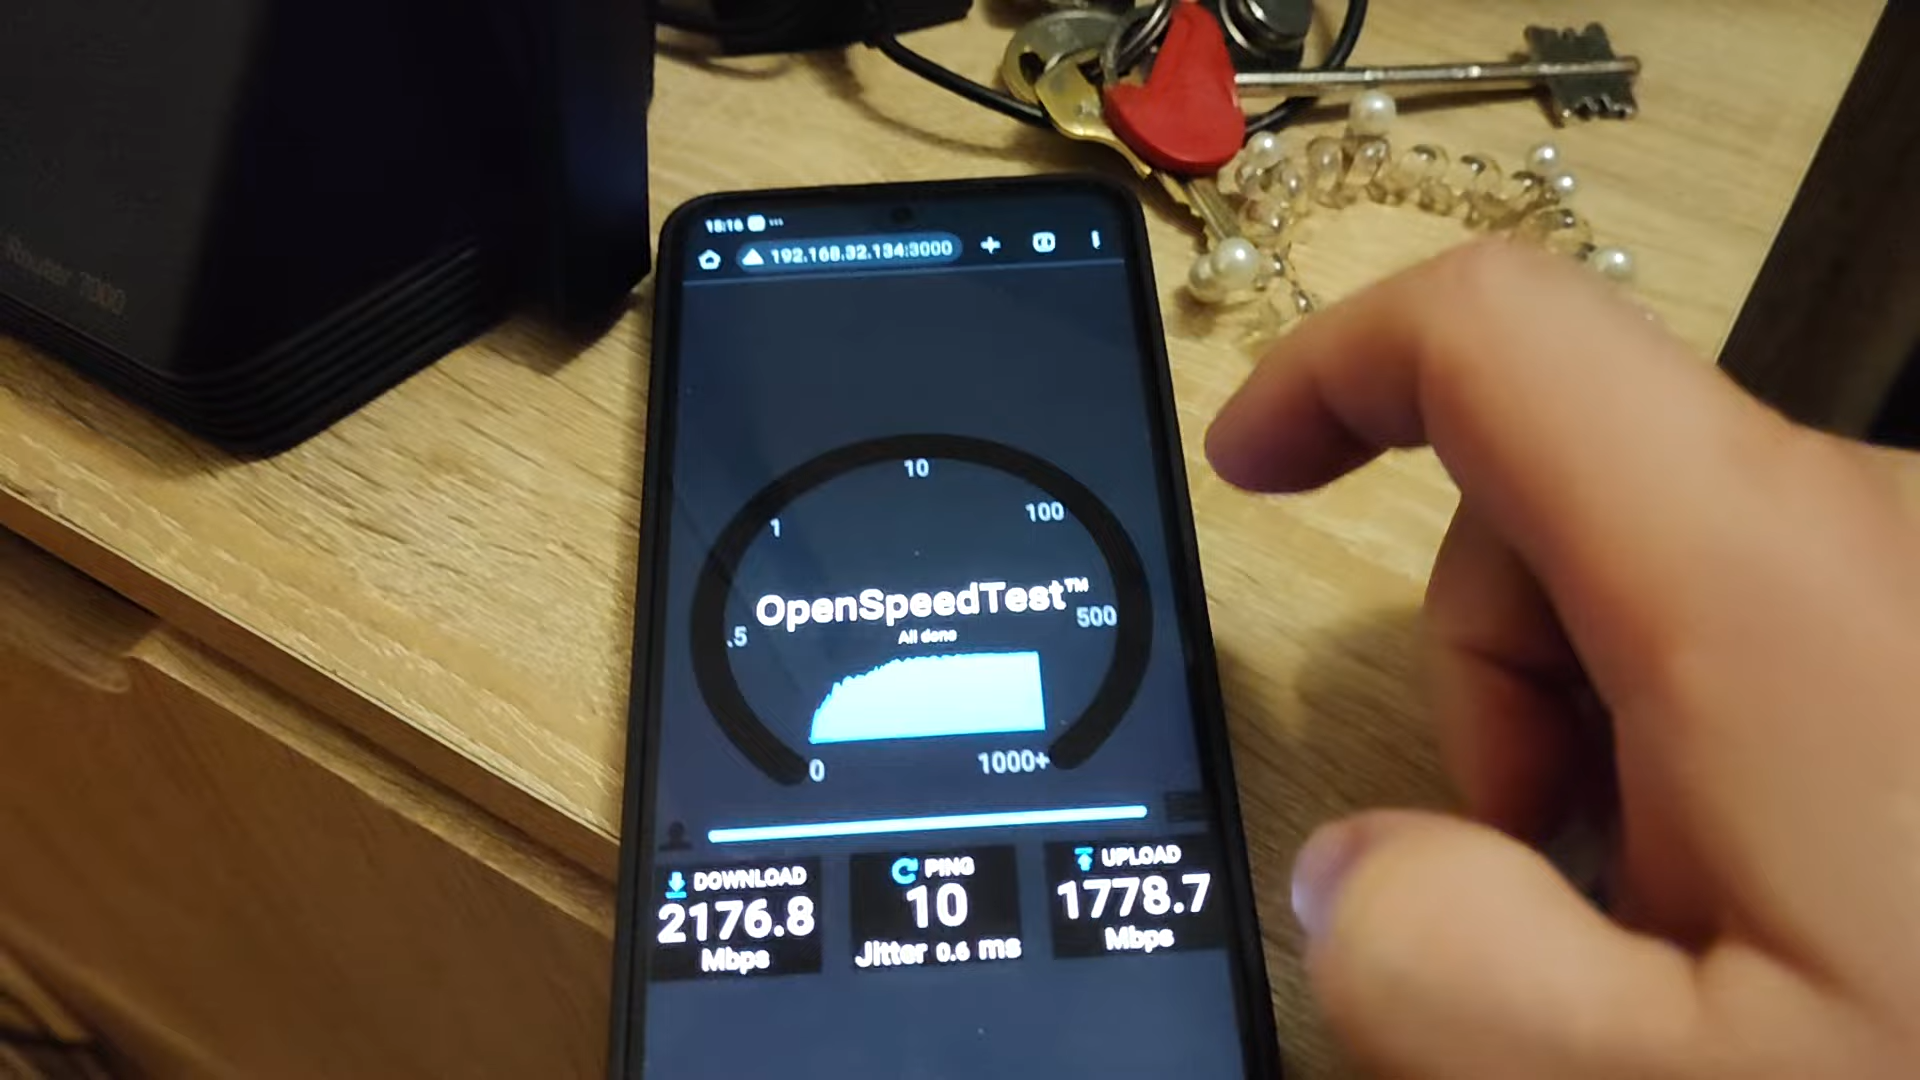 Router 7000
18:16
192.168.32.134:3000
10
1
100
OpenSpeedTest™
.5
500
All done
0
1000+
DOWNLOAD
2176.8
Mbps
PING
10
Jitter 0.6 ms
UPLOAD
1778.7
Mbps